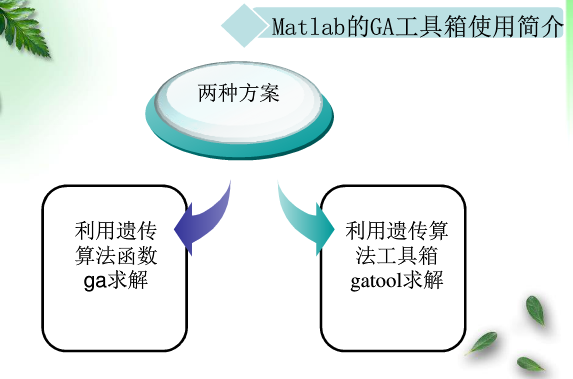 Matlab的GA工具箱使用简介
两种方案
利用遗传
算法函数
ga求解
利用遗传算
法工具箱
gatool求解